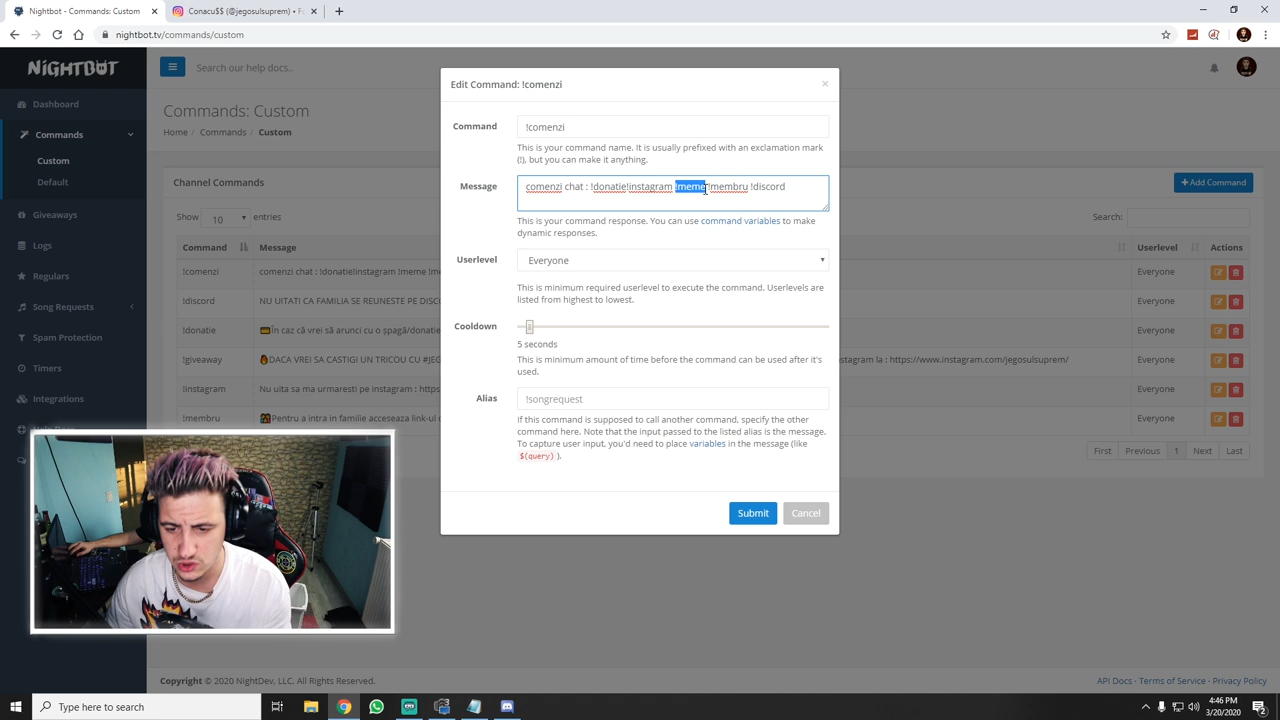 Nightbot - Custom Commands
Conacu$$ (@jegosulsuprem) • Fo
nightbot.tv/commands/custom
NIGHTBOT
Search our help docs..
Dashboard
Commands
Custom
Default
Giveaways
Logs
Regulars
Song Requests
Spam Protection
Timers
Integrations
Commands: Custom
Home / Commands / Custom
Channel Commands
+ Add Command
Show 10 entries
Search:
Command Message Userlevel Actions
!comenzi comenzi chat : !donatie!instagram !meme !me Everyone
!discord NU UITATI CA FAMILIA SE REUNESTE PE DISC Everyone
!donatie În caz că vrei să arunci cu o șpagă/donatie Everyone
!giveaway DACA VREI SA CASTIGI UN TRICOU CU #JEG nstagram la : https://www.instagram.com/jegosulsuprem/ Everyone
!instagram Nu uita sa ma urmaresti pe instagram : https Everyone
!membru Pentru a intra in familie acceseaza link-ul d Everyone
First Previous 1 Next Last
Edit Command: !comenzi
×
Command
!comenzi
This is your command name. It is usually prefixed with an exclamation mark
(!), but you can make it anything.
Message
comenzi chat : !donatie!instagram !meme !membru !discord
This is your command response. You can use command variables to make
dynamic responses.
Userlevel
Everyone
This is minimum required userlevel to execute the command. Userlevels are
listed from highest to lowest.
Cooldown
5 seconds
This is minimum amount of time before the command can be used after it's
used.
Alias
!songrequest
If this command is supposed to call another command, specify the other
command here. Note that the input passed to the listed alias is the message.
To capture user input, you'd need to place variables in the message (like
$(query) ).
Submit Cancel
Copyright © 2020 NightDev, LLC. All Rights Reserved.
API Docs - Terms of Service - Privacy Policy
Type here to search
4:46 PM
3/20/2020
2